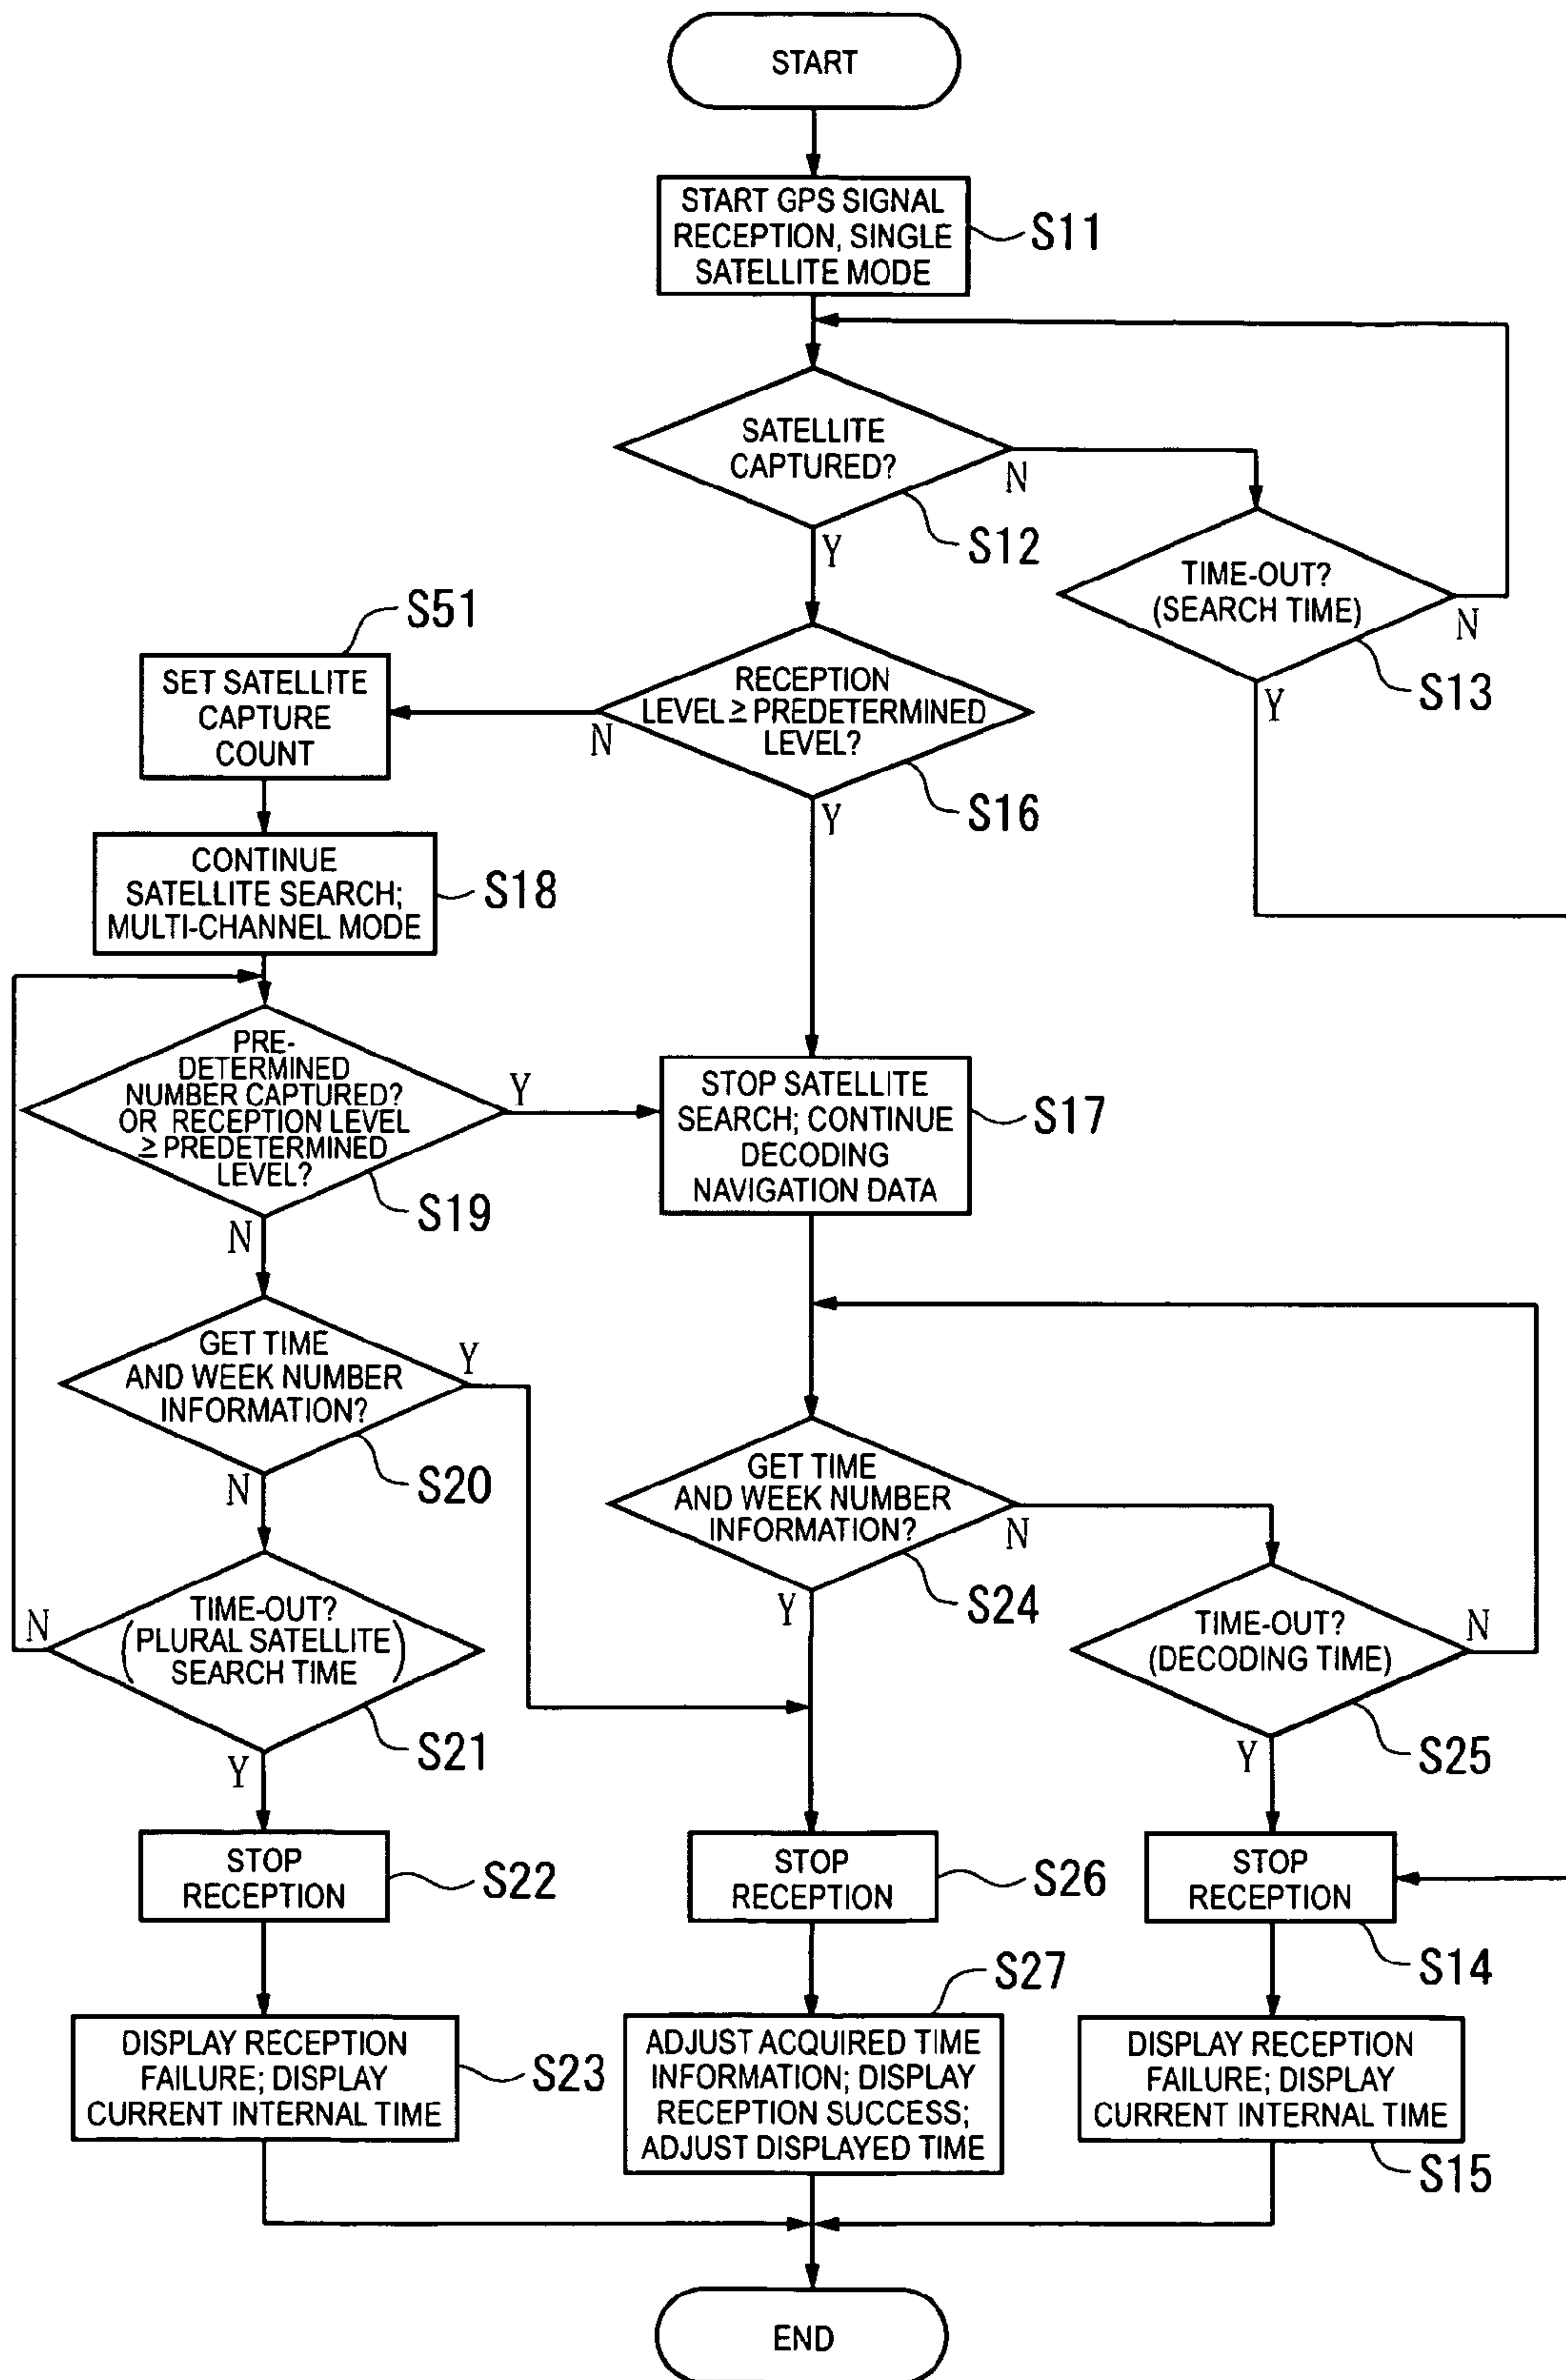 START
START GPS SIGNAL
RECEPTION, SINGLE
SATELLITE MODE
S11
SATELLITE
CAPTURED?
N
S12
Y
TIME-OUT?
(SEARCH TIME)
N
S13
Y
S51
SET SATELLITE
CAPTURE
COUNT
RECEPTION
LEVEL ≥ PREDETERMINED
LEVEL?
N
S16
Y
CONTINUE
SATELLITE SEARCH;
MULTI-CHANNEL MODE
S18
PRE-
DETERMINED
NUMBER CAPTURED?
OR RECEPTION LEVEL
≥ PREDETERMINED
LEVEL?
Y
S19
N
STOP SATELLITE
SEARCH; CONTINUE
DECODING
NAVIGATION DATA
S17
GET TIME
AND WEEK NUMBER
INFORMATION?
Y
S20
N
GET TIME
AND WEEK NUMBER
INFORMATION?
N
S24
Y
TIME-OUT?
(PLURAL SATELLITE)
SEARCH TIME
N
S21
Y
TIME-OUT?
(DECODING TIME)
N
S25
Y
STOP
RECEPTION
S22
STOP
RECEPTION
S26
STOP
RECEPTION
S14
DISPLAY RECEPTION
FAILURE; DISPLAY
CURRENT INTERNAL TIME
S23
S27
ADJUST ACQUIRED TIME
INFORMATION; DISPLAY
RECEPTION SUCCESS;
ADJUST DISPLAYED TIME
DISPLAY RECEPTION
FAILURE; DISPLAY
CURRENT INTERNAL TIME
S15
END